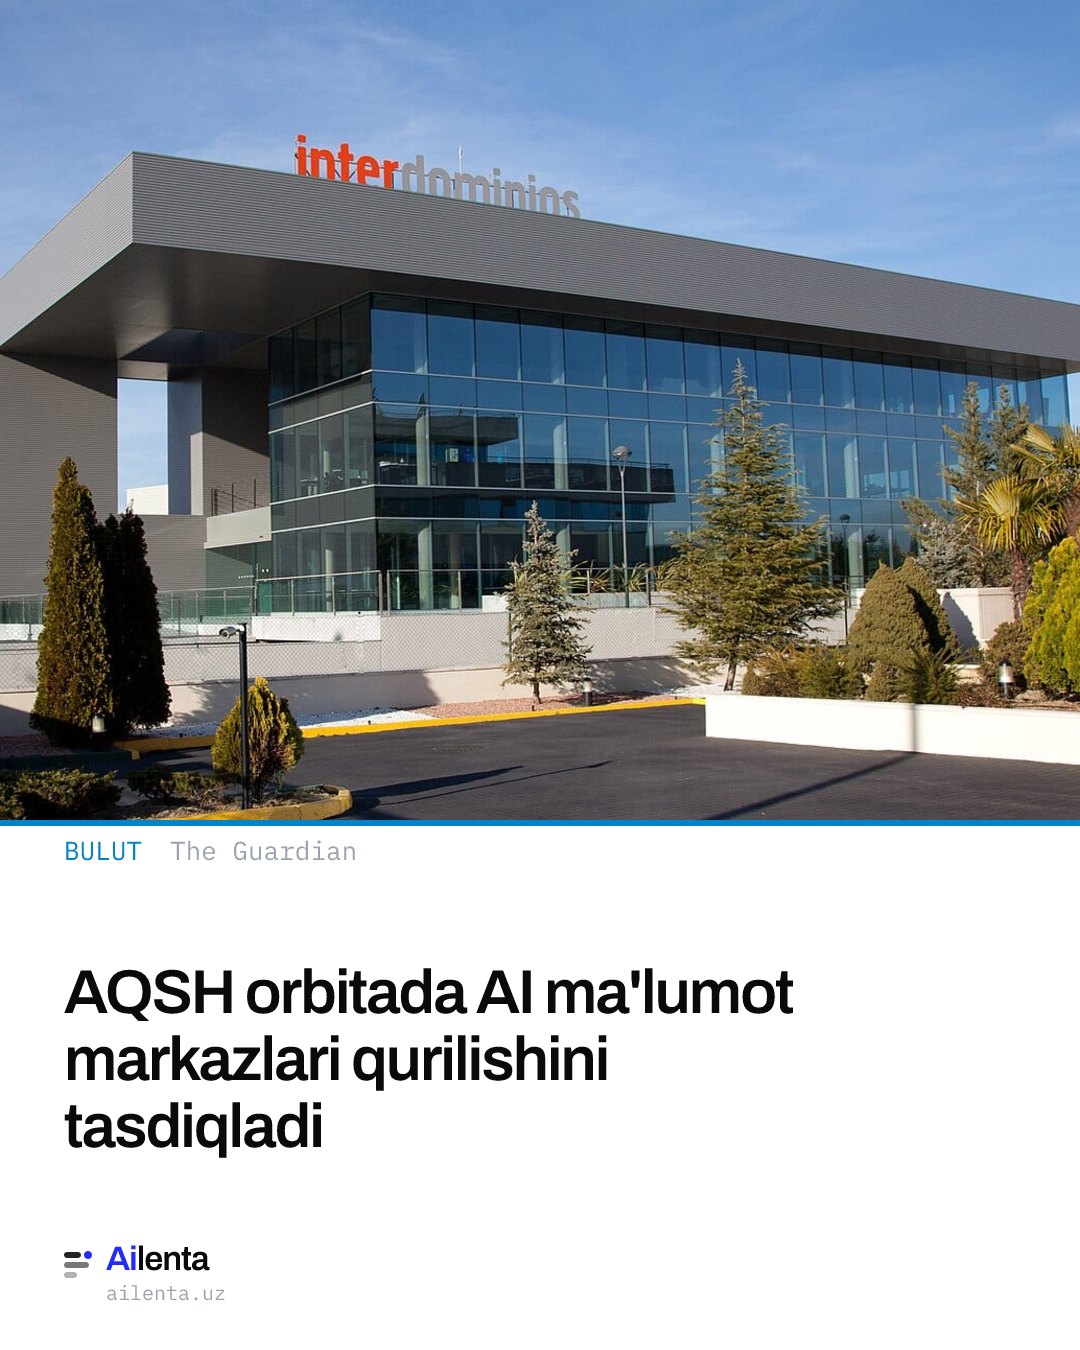 interdominios
BULUT The Guardian
AQSH orbitada AI ma'lumot
markazlari qurilishini
tasdiqladi
Ailenta
ailenta.uz